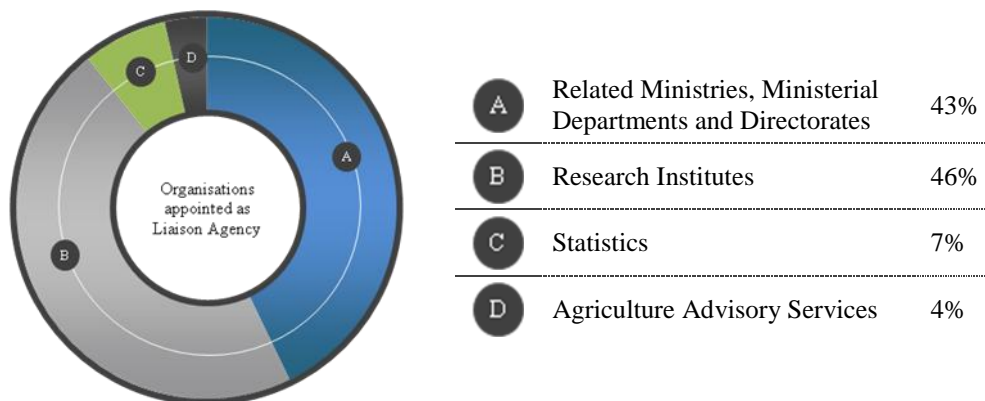 D
C
A
B
Organisations
appointed as
Liaison Agency
A
Related Ministries, Ministerial
Departments and Directorates
43%
B
Research Institutes
46%
C
Statistics
7%
D
Agriculture Advisory Services
4%